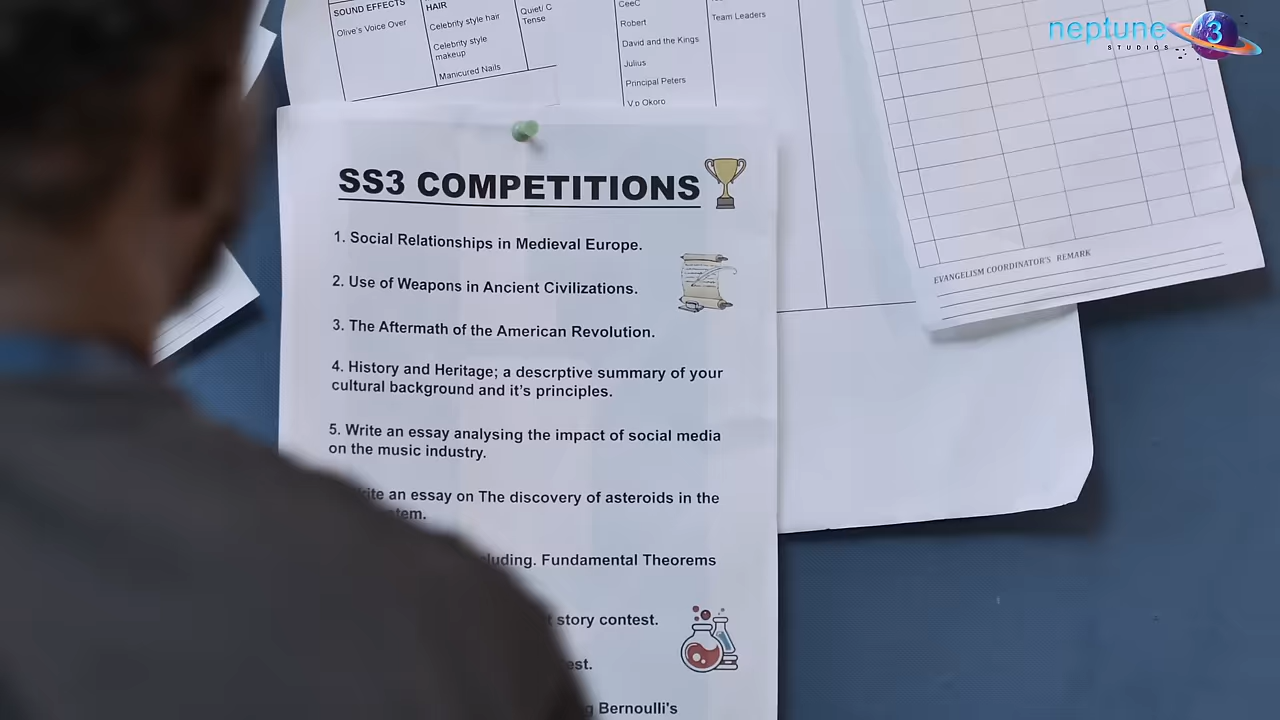 SOUND EFFECTS
Olive's Voice Over
HAIR
Celebrity style hair
Celebrity style
makeup
Manicured Nails
Quiet/ C
Tense
CeeC
Robert
David and the Kings
Julius
Principal Peters
V.p Okoro
Team Leaders
neptune 3
STUDIOS
EVANGELISM COORDINATOR'S REMARK
SS3 COMPETITIONS
1. Social Relationships in Medieval Europe.
2. Use of Weapons in Ancient Civilizations.
3. The Aftermath of the American Revolution.
4. History and Heritage; a descrptive summary of your
cultural background and it's principles.
5. Write an essay analysing the impact of social media
on the music industry.
ite an essay on The discovery of asteroids in the
tem.
luding. Fundamental Theorems
t story contest.
est.
g Bernoulli's